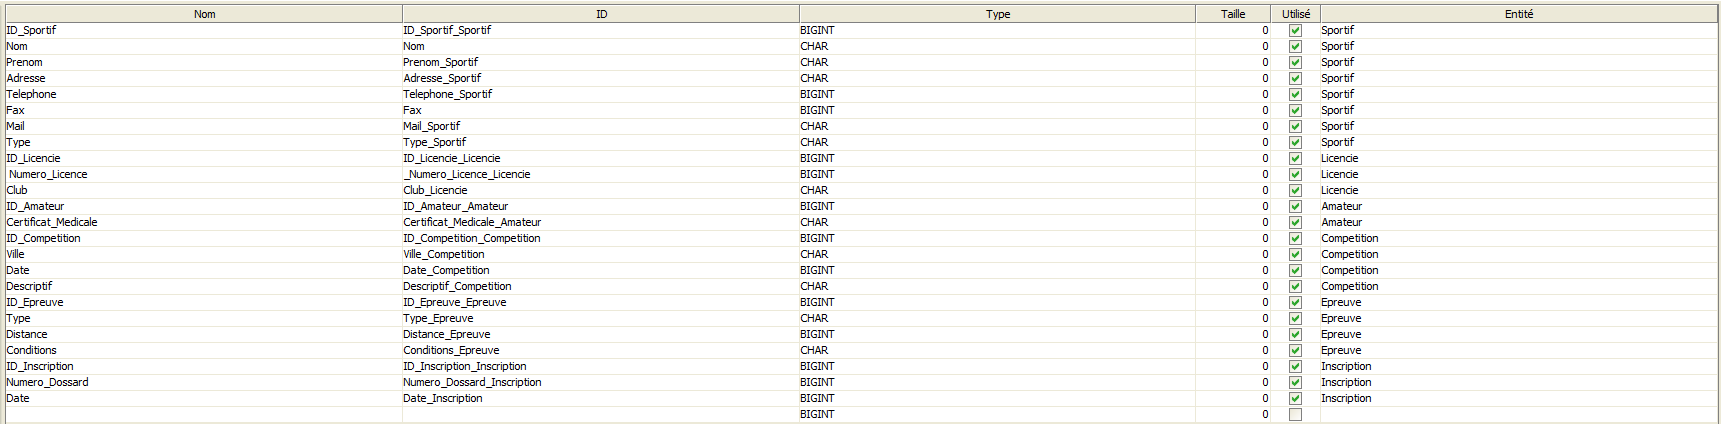 Nom ID Type Taille Utilisé Entité
ID_Sportif ID_Sportif_Sportif BIGINT 0 Sportif
Nom Nom CHAR 0 Sportif
Prenom Prenom_Sportif CHAR 0 Sportif
Adresse Adresse_Sportif CHAR 0 Sportif
Telephone Telephone_Sportif BIGINT 0 Sportif
Fax Fax BIGINT 0 Sportif
Mail Mail_Sportif CHAR 0 Sportif
Type Type_Sportif CHAR 0 Sportif
ID_Licencie ID_Licencie_Licencie BIGINT 0 Licencie
Numero_Licence _Numero_Licence_Licencie BIGINT 0 Licencie
Club Club_Licencie CHAR 0 Licencie
ID_Amateur ID_Amateur_Amateur BIGINT 0 Amateur
Certificat_Medicale Certificat_Medicale_Amateur CHAR 0 Amateur
ID_Competition ID_Competition_Competition BIGINT 0 Competition
Ville Ville_Competition CHAR 0 Competition
Date Date_Competition BIGINT 0 Competition
Descriptif Descriptif_Competition CHAR 0 Competition
ID_Epreuve ID_Epreuve_Epreuve BIGINT 0 Epreuve
Type Type_Epreuve CHAR 0 Epreuve
Distance Distance_Epreuve BIGINT 0 Epreuve
Conditions Conditions_Epreuve CHAR 0 Epreuve
ID_Inscription ID_Inscription_Inscription BIGINT 0 Inscription
Numero_Dossard Numero_Dossard_Inscription BIGINT 0 Inscription
Date Date_Inscription BIGINT 0 Inscription
BIGINT 0